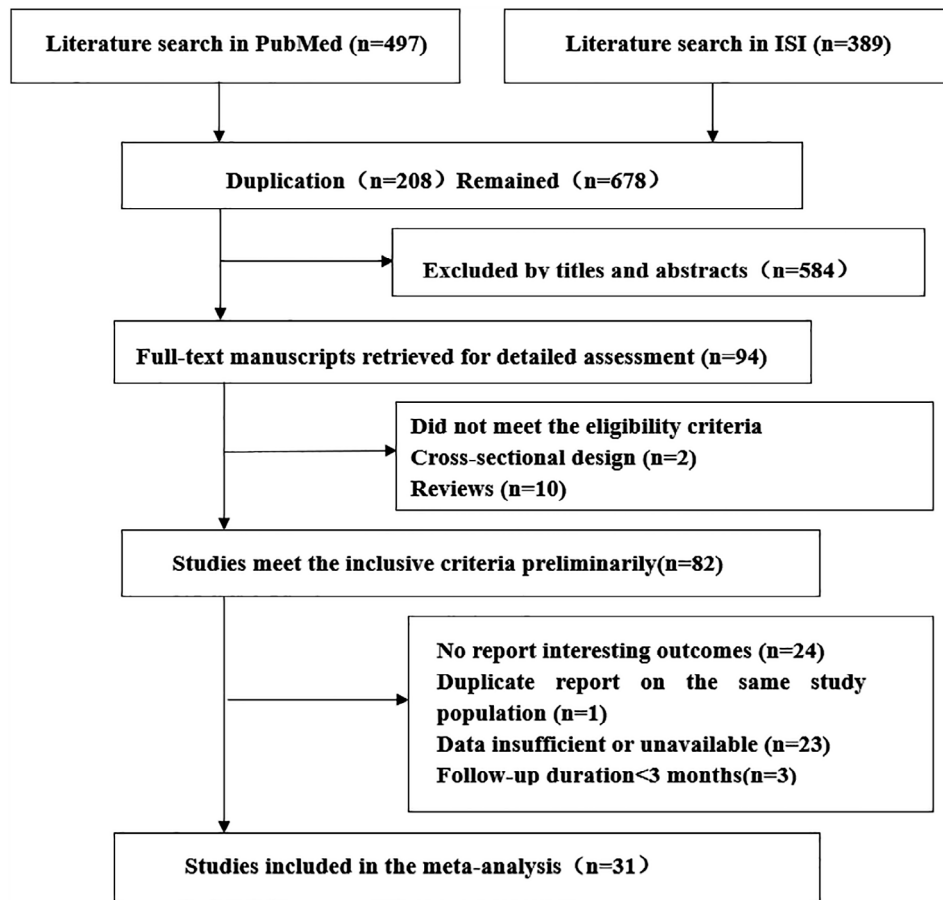 Literature search in PubMed (n=497)
Literature search in ISI (n=389)
Duplication（n=208）Remained（n=678）
Excluded by titles and abstracts（n=584）
Full-text manuscripts retrieved for detailed assessment (n=94)
Did not meet the eligibility criteria
Cross-sectional design (n=2)
Reviews (n=10)
Studies meet the inclusive criteria preliminarily(n=82)
No report interesting outcomes (n=24)
Duplicate report on the same study
population (n=1)
Data insufficient or unavailable (n=23)
Follow-up duration<3 months(n=3)
Studies included in the meta-analysis（n=31）